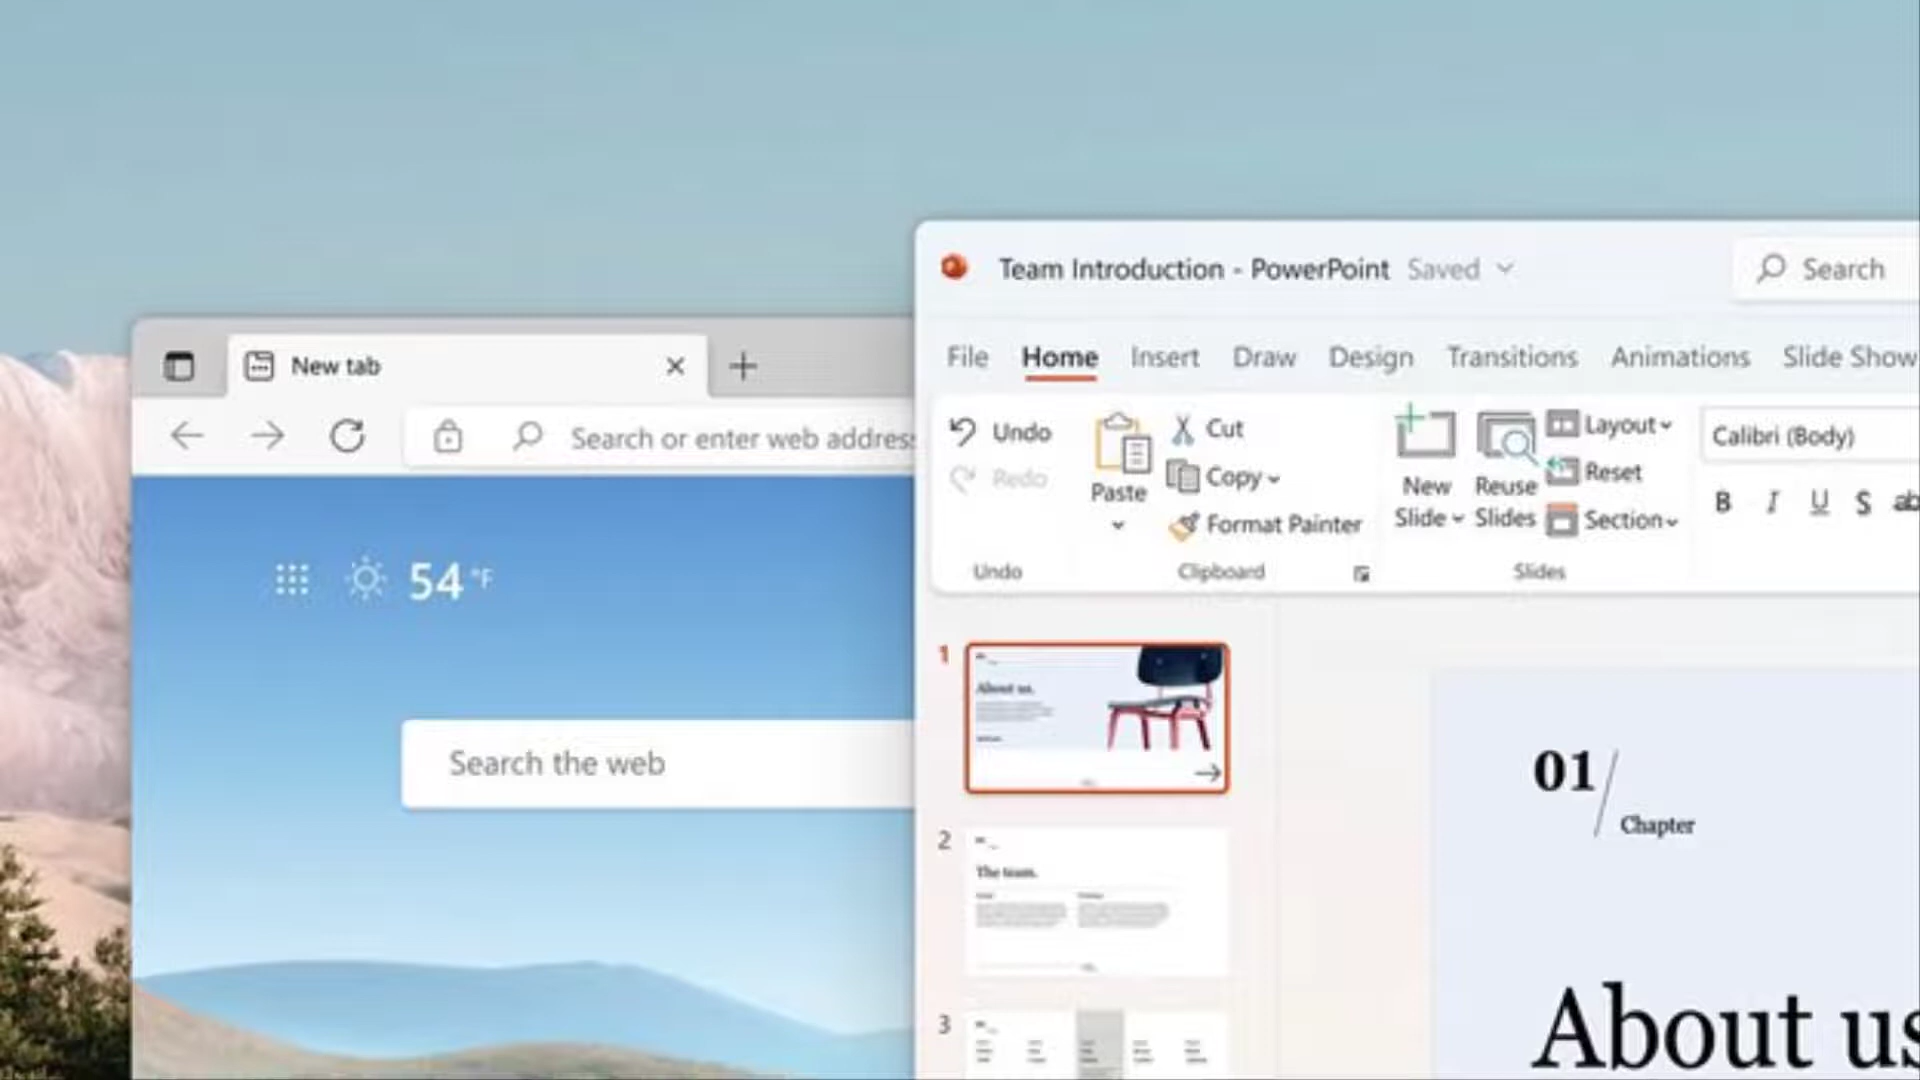 New tab
Search or enter web address
54 °F
Search the web
Team Introduction - PowerPoint Saved
Search
File Home Insert Draw Design Transitions Animations Slide Show
Undo
Redo
Undo
Paste
Cut
Copy
Format Painter
Clipboard
New Slide
Reuse Slides
Layout
Reset
Section
Slides
Calibri (Body)
B I U S ab
1
About us.
2
The team.
3
01
Chapter
About us